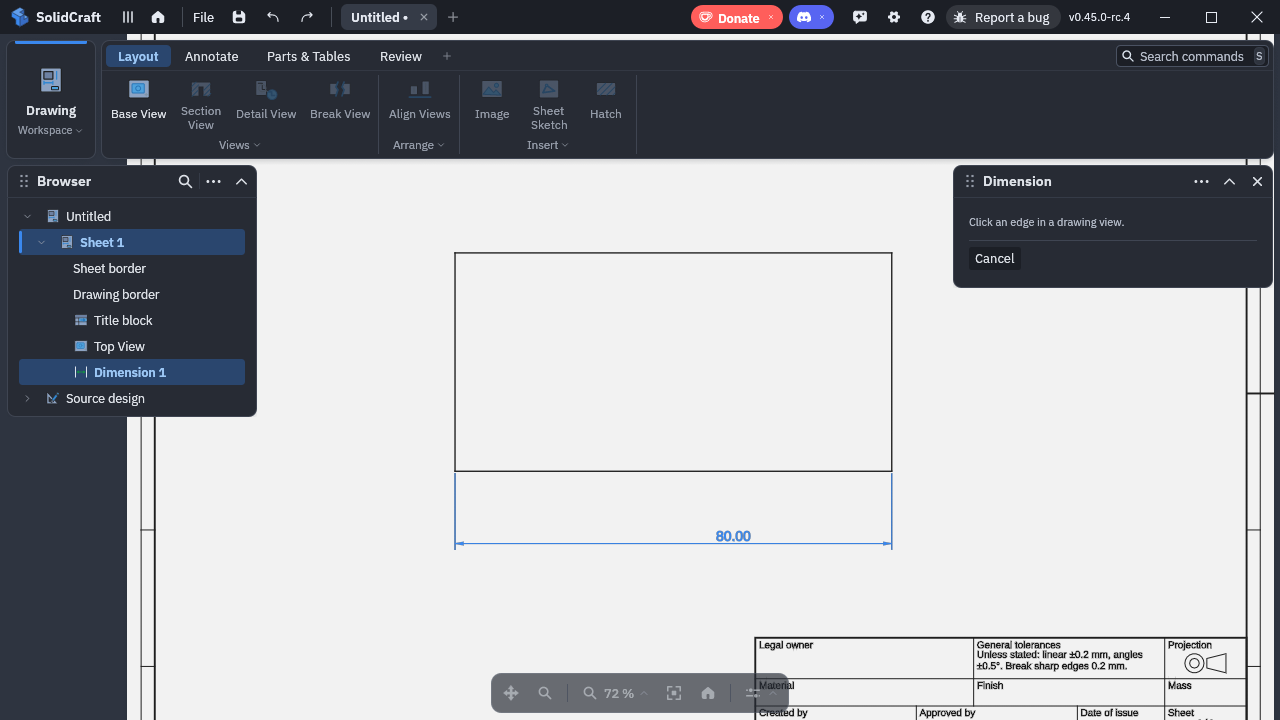 SolidCraft
File
Untitled •
Donate
Report a bug
v0.45.0-rc.4
Drawing
Workspace
Layout
Annotate
Parts & Tables
Review
Search commands
S
Base View
Section View
Detail View
Break View
Views
Align Views
Arrange
Image
Sheet Sketch
Hatch
Insert
Browser
Untitled
Sheet 1
Sheet border
Drawing border
Title block
Top View
Dimension 1
Source design
Dimension
Click an edge in a drawing view.
Cancel
80.00
Legal owner
General tolerances
Unless stated: linear ±0.2 mm, angles
±0.5°. Break sharp edges 0.2 mm.
Projection
Material
Finish
Mass
Created by
Approved by
Date of issue
Sheet
72 %